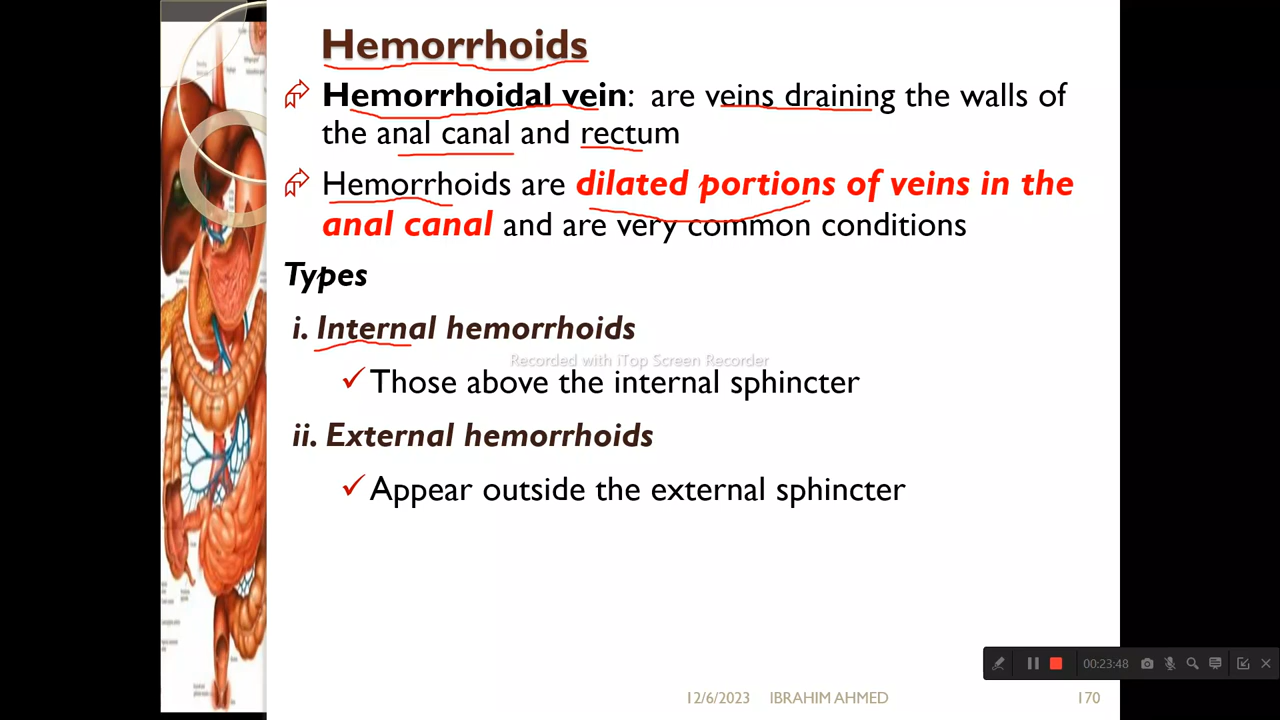 Hemorrhoids
Hemorrhoidal vein: are veins draining the walls of
the anal canal and rectum
Hemorrhoids are dilated portions of veins in the
anal canal and are very common conditions
Types
i. Internal hemorrhoids
Recorded with iTop Screen Recorder
✓Those above the internal sphincter
ii. External hemorrhoids
✓Appear outside the external sphincter
00:23:48
12/6/2023 IBRAHIM AHMED 170